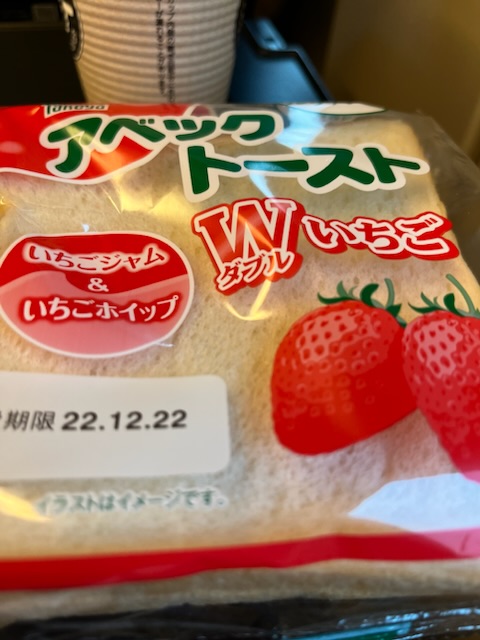 Takeya
アベック
トースト
Wいちご
ダブル
いちごジャム
&
いちごホイップ
期限 22.12.22
イラストはイメージです。